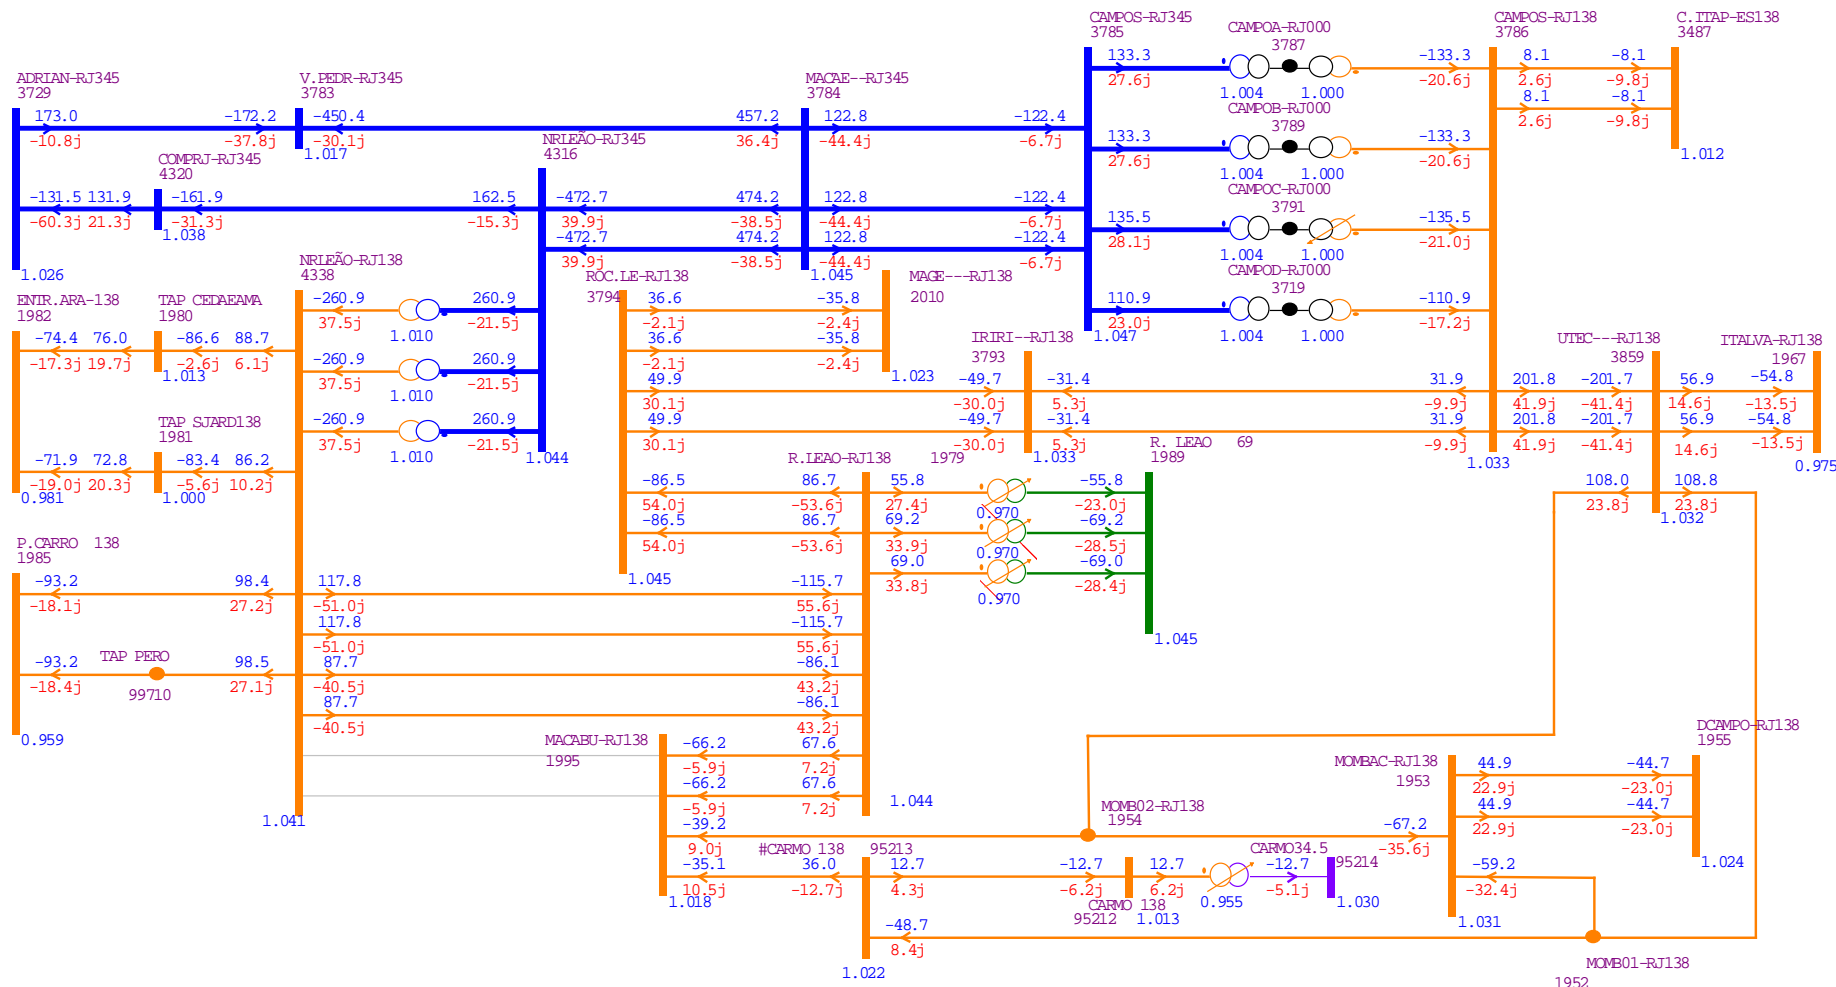 CAMPOS-RJ345
3785
CAMPOA-RJ000
3787
CAMPOS-RJ138
3786
C.ITAP-ES138
3487
133.3
27.6j
1.004
1.000
-133.3
-20.6j
8.1
2.6j
-8.1
-9.8j
8.1
2.6j
-8.1
-9.8j
1.012
ADRIAN-RJ345
3729
V.PEDR-RJ345
3783
MACAE--RJ345
3784
173.0
-10.8j
-172.2
-37.8j
-450.4
-30.1j
1.017
457.2
36.4j
122.8
-44.4j
-122.4
-6.7j
CAMPOB-RJ000
3789
133.3
27.6j
1.004
1.000
-133.3
-20.6j
COMPRJ-RJ345
4320
NRLEÃO-RJ345
4316
-131.5
-60.3j
131.9
21.3j
-161.9
-31.3j
1.038
162.5
-15.3j
-472.7
39.9j
474.2
-38.5j
122.8
-44.4j
-122.4
-6.7j
CAMPOC-RJ000
3791
135.5
28.1j
1.004
1.000
-135.5
-21.0j
-472.7
39.9j
474.2
-38.5j
122.8
-44.4j
-122.4
-6.7j
1.026
1.045
CAMPOD-RJ000
3719
110.9
23.0j
1.047
1.004
1.000
-110.9
-17.2j
NRLEÃO-RJ138
4338
ROC.LE-RJ138
3794
MAGE---RJ138
2010
-260.9
37.5j
1.010
260.9
-21.5j
36.6
-2.1j
-35.8
-2.4j
36.6
-2.1j
-35.8
-2.4j
1.023
ENTR.ARA-138
1982
TAP CEDAEAMA
1980
-74.4
-17.3j
76.0
19.7j
-86.6
-2.6j
88.7
6.1j
1.013
-260.9
37.5j
1.010
260.9
-21.5j
IRIRI--RJ138
3793
UTEC---RJ138
3859
ITALVA-RJ138
1967
49.9
30.1j
-49.7
-30.0j
-31.4
5.3j
31.9
-9.9j
201.8
41.9j
-201.7
-41.4j
56.9
14.6j
-54.8
-13.5j
49.9
30.1j
-49.7
-30.0j
-31.4
5.3j
31.9
-9.9j
201.8
41.9j
-201.7
-41.4j
56.9
14.6j
-54.8
-13.5j
1.033
1.033
0.975
TAP SJARD138
1981
-260.9
37.5j
1.010
260.9
-21.5j
1.044
-71.9
-19.0j
72.8
20.3j
-83.4
-5.6j
86.2
10.2j
0.981
1.000
R.LEAO-RJ138
1979
R. LEAO 69
1989
-86.5
54.0j
86.7
-53.6j
55.8
27.4j
0.970
-55.8
-23.0j
-86.5
54.0j
86.7
-53.6j
69.2
33.9j
0.970
-69.2
-28.5j
69.0
33.8j
0.970
-69.0
-28.4j
1.045
1.045
108.0
23.8j
108.8
23.8j
1.032
P.CARRO 138
1985
-93.2
-18.1j
98.4
27.2j
117.8
-51.0j
-115.7
55.6j
117.8
-51.0j
-115.7
55.6j
TAP PERO
99710
-93.2
-18.4j
98.5
27.1j
87.7
-40.5j
-86.1
43.2j
87.7
-40.5j
-86.1
43.2j
0.959
1.041
MACABU-RJ138
1995
-66.2
-5.9j
67.6
7.2j
-66.2
-5.9j
67.6
7.2j
1.044
-39.2
9.0j
MOMB02-RJ138
1954
-67.2
-35.6j
MOMBAC-RJ138
1953
DCAMPO-RJ138
1955
44.9
22.9j
-44.7
-23.0j
44.9
22.9j
-44.7
-23.0j
1.024
#CARMO 138
95213
-35.1
10.5j
1.018
36.0
-12.7j
12.7
4.3j
-12.7
-6.2j
12.7
6.2j
CARMO 138
95212
1.013
0.955
CARMO34.5
95214
-12.7
-5.1j
1.030
-59.2
-32.4j
1.031
-48.7
8.4j
1.022
MOMB01-RJ138
1952